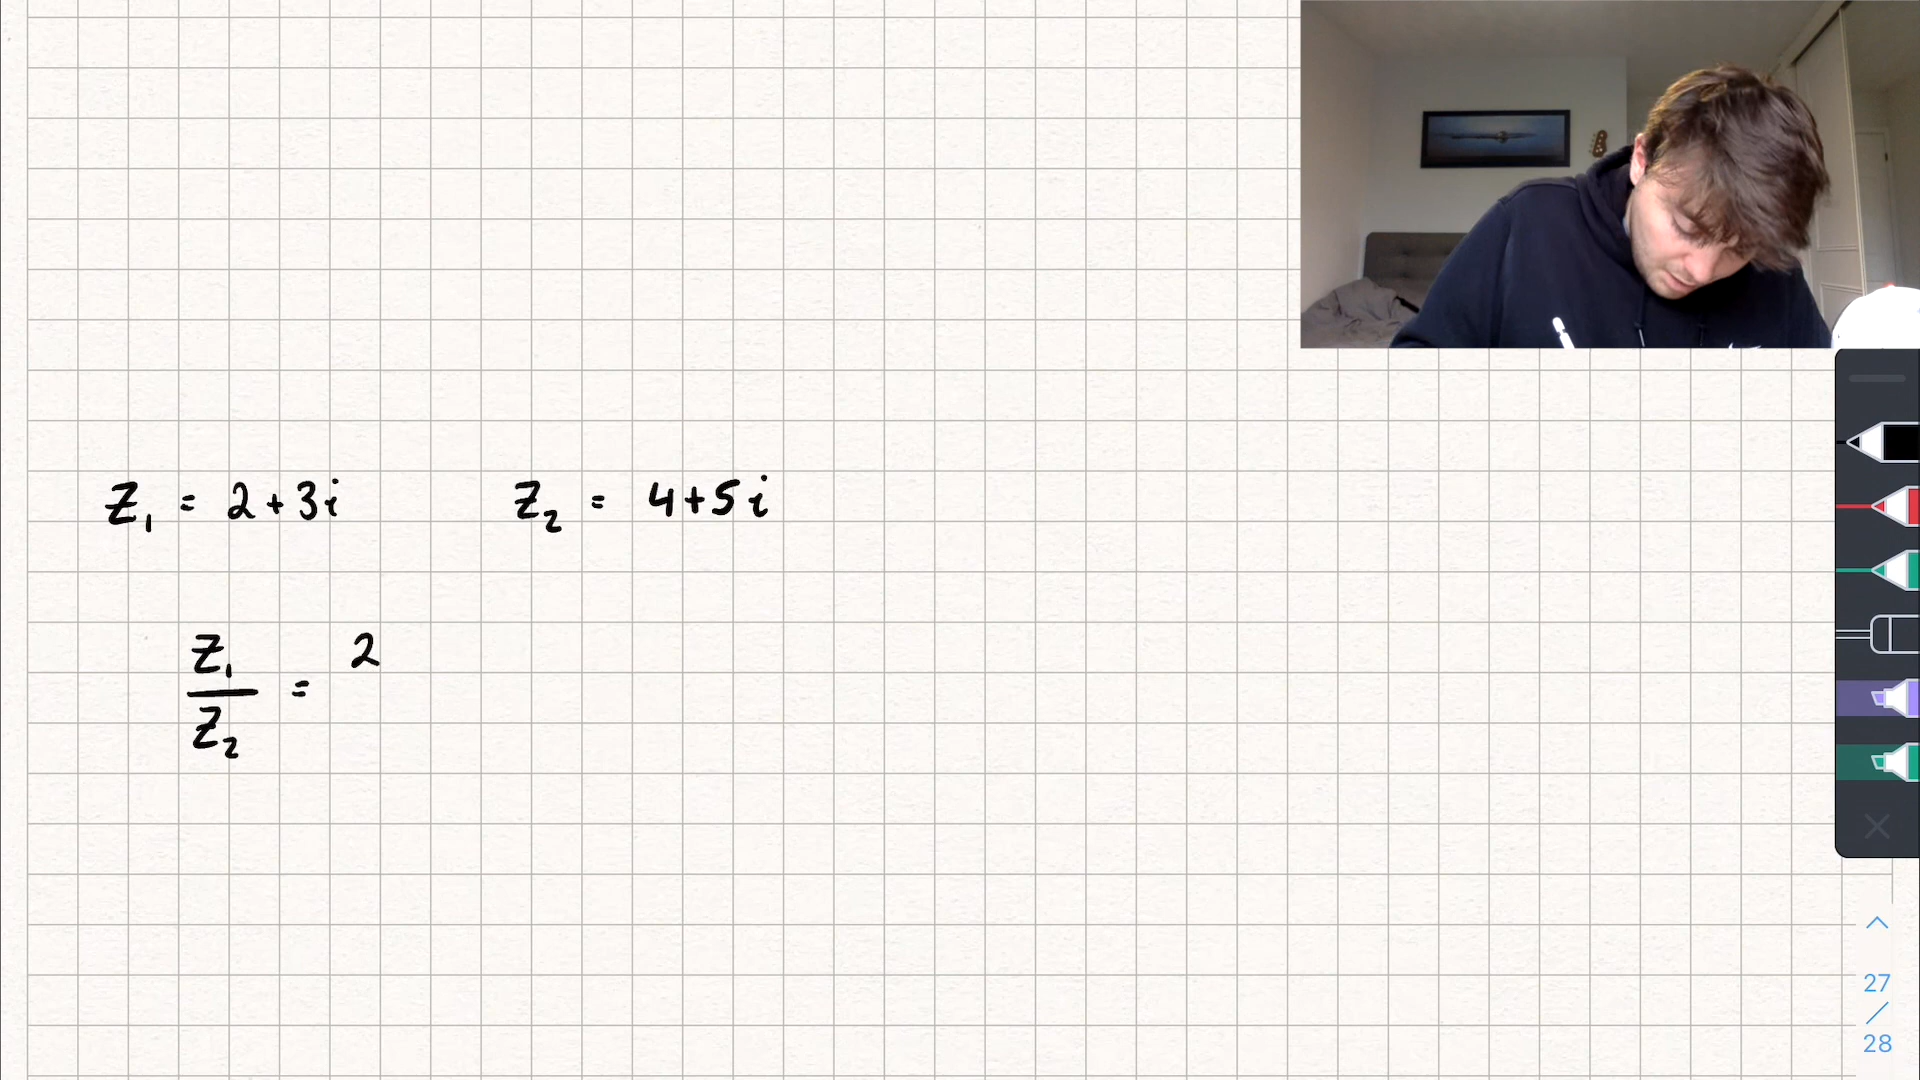 z₁ = 2+3i z₂ = 4+5i
z₁/z₂ = 2
27
/
28